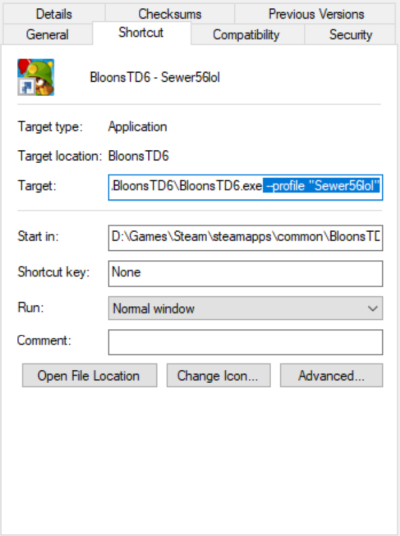 Details Checksums Previous Versions
General Shortcut Compatibility Security
BloonsTD6 - Sewer56lol
Target type: Application
Target location: BloonsTD6
Target: .BloonsTD6\BloonsTD6.exe --profile "Sewer56lol"
Start in: D:\Games\Steam\steamapps\common\BloonsTD
Shortcut key: None
Run: Normal window
Comment:
Open File Location Change Icon... Advanced...